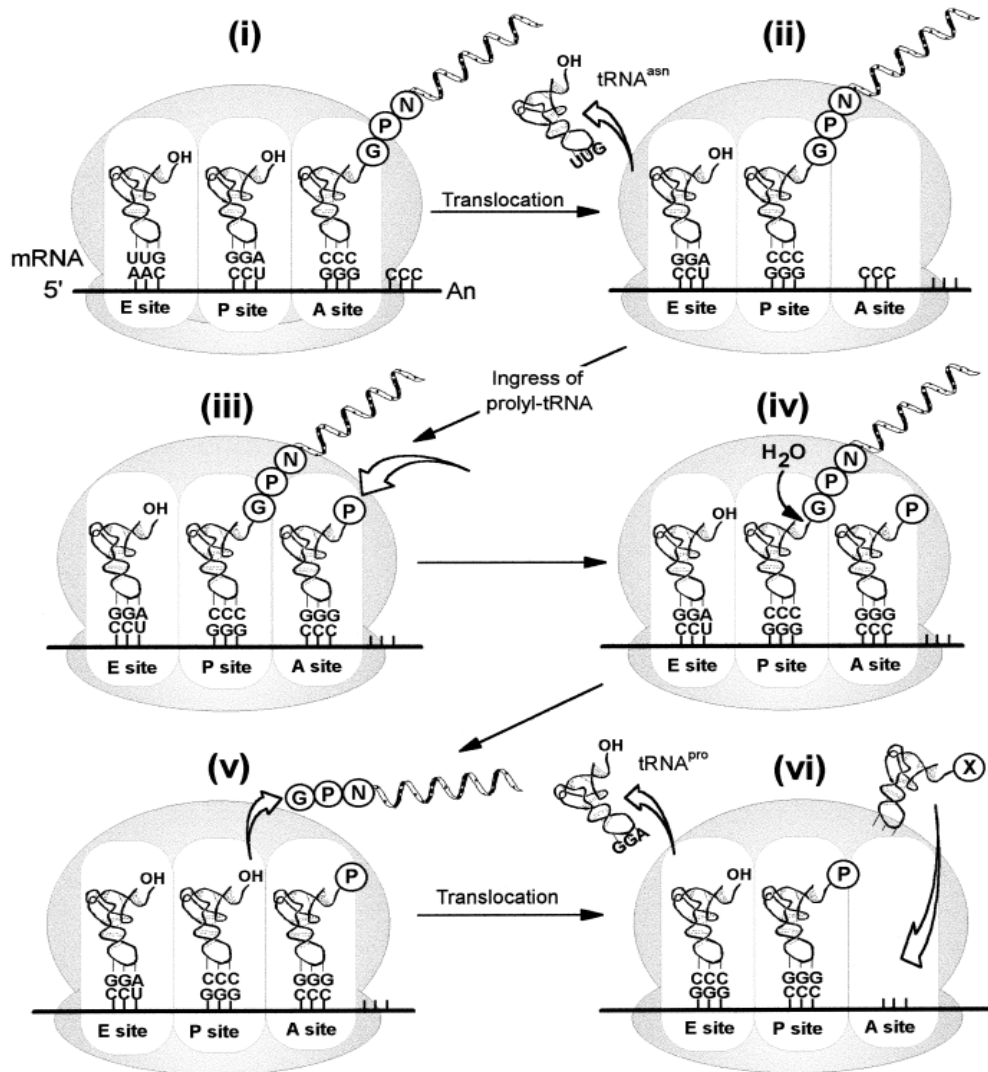 (i)
OH
OH
G P N
UUG
AAC
GGA
CCU
CCC
GGG
CCC
mRNA
5'
An
E site
P site
A site
Translocation
(ii)
OH
tRNAasn
UUG
OH
G P N
GGA
CCU
CCC
GGG
CCC
E site
P site
A site
Ingress of
prolyl-tRNA
(iii)
OH
G P N
P
GGA
CCU
CCC
GGG
GGG
CCC
E site
P site
A site
(iv)
H2O
OH
G P N
P
GGA
CCU
CCC
GGG
GGG
CCC
E site
P site
A site
(v)
G P N
OH
OH
P
GGA
CCU
CCC
GGG
GGG
CCC
E site
P site
A site
Translocation
(vi)
OH
tRNApro
GGA
X
OH
P
CCC
GGG
GGG
CCC
E site
P site
A site